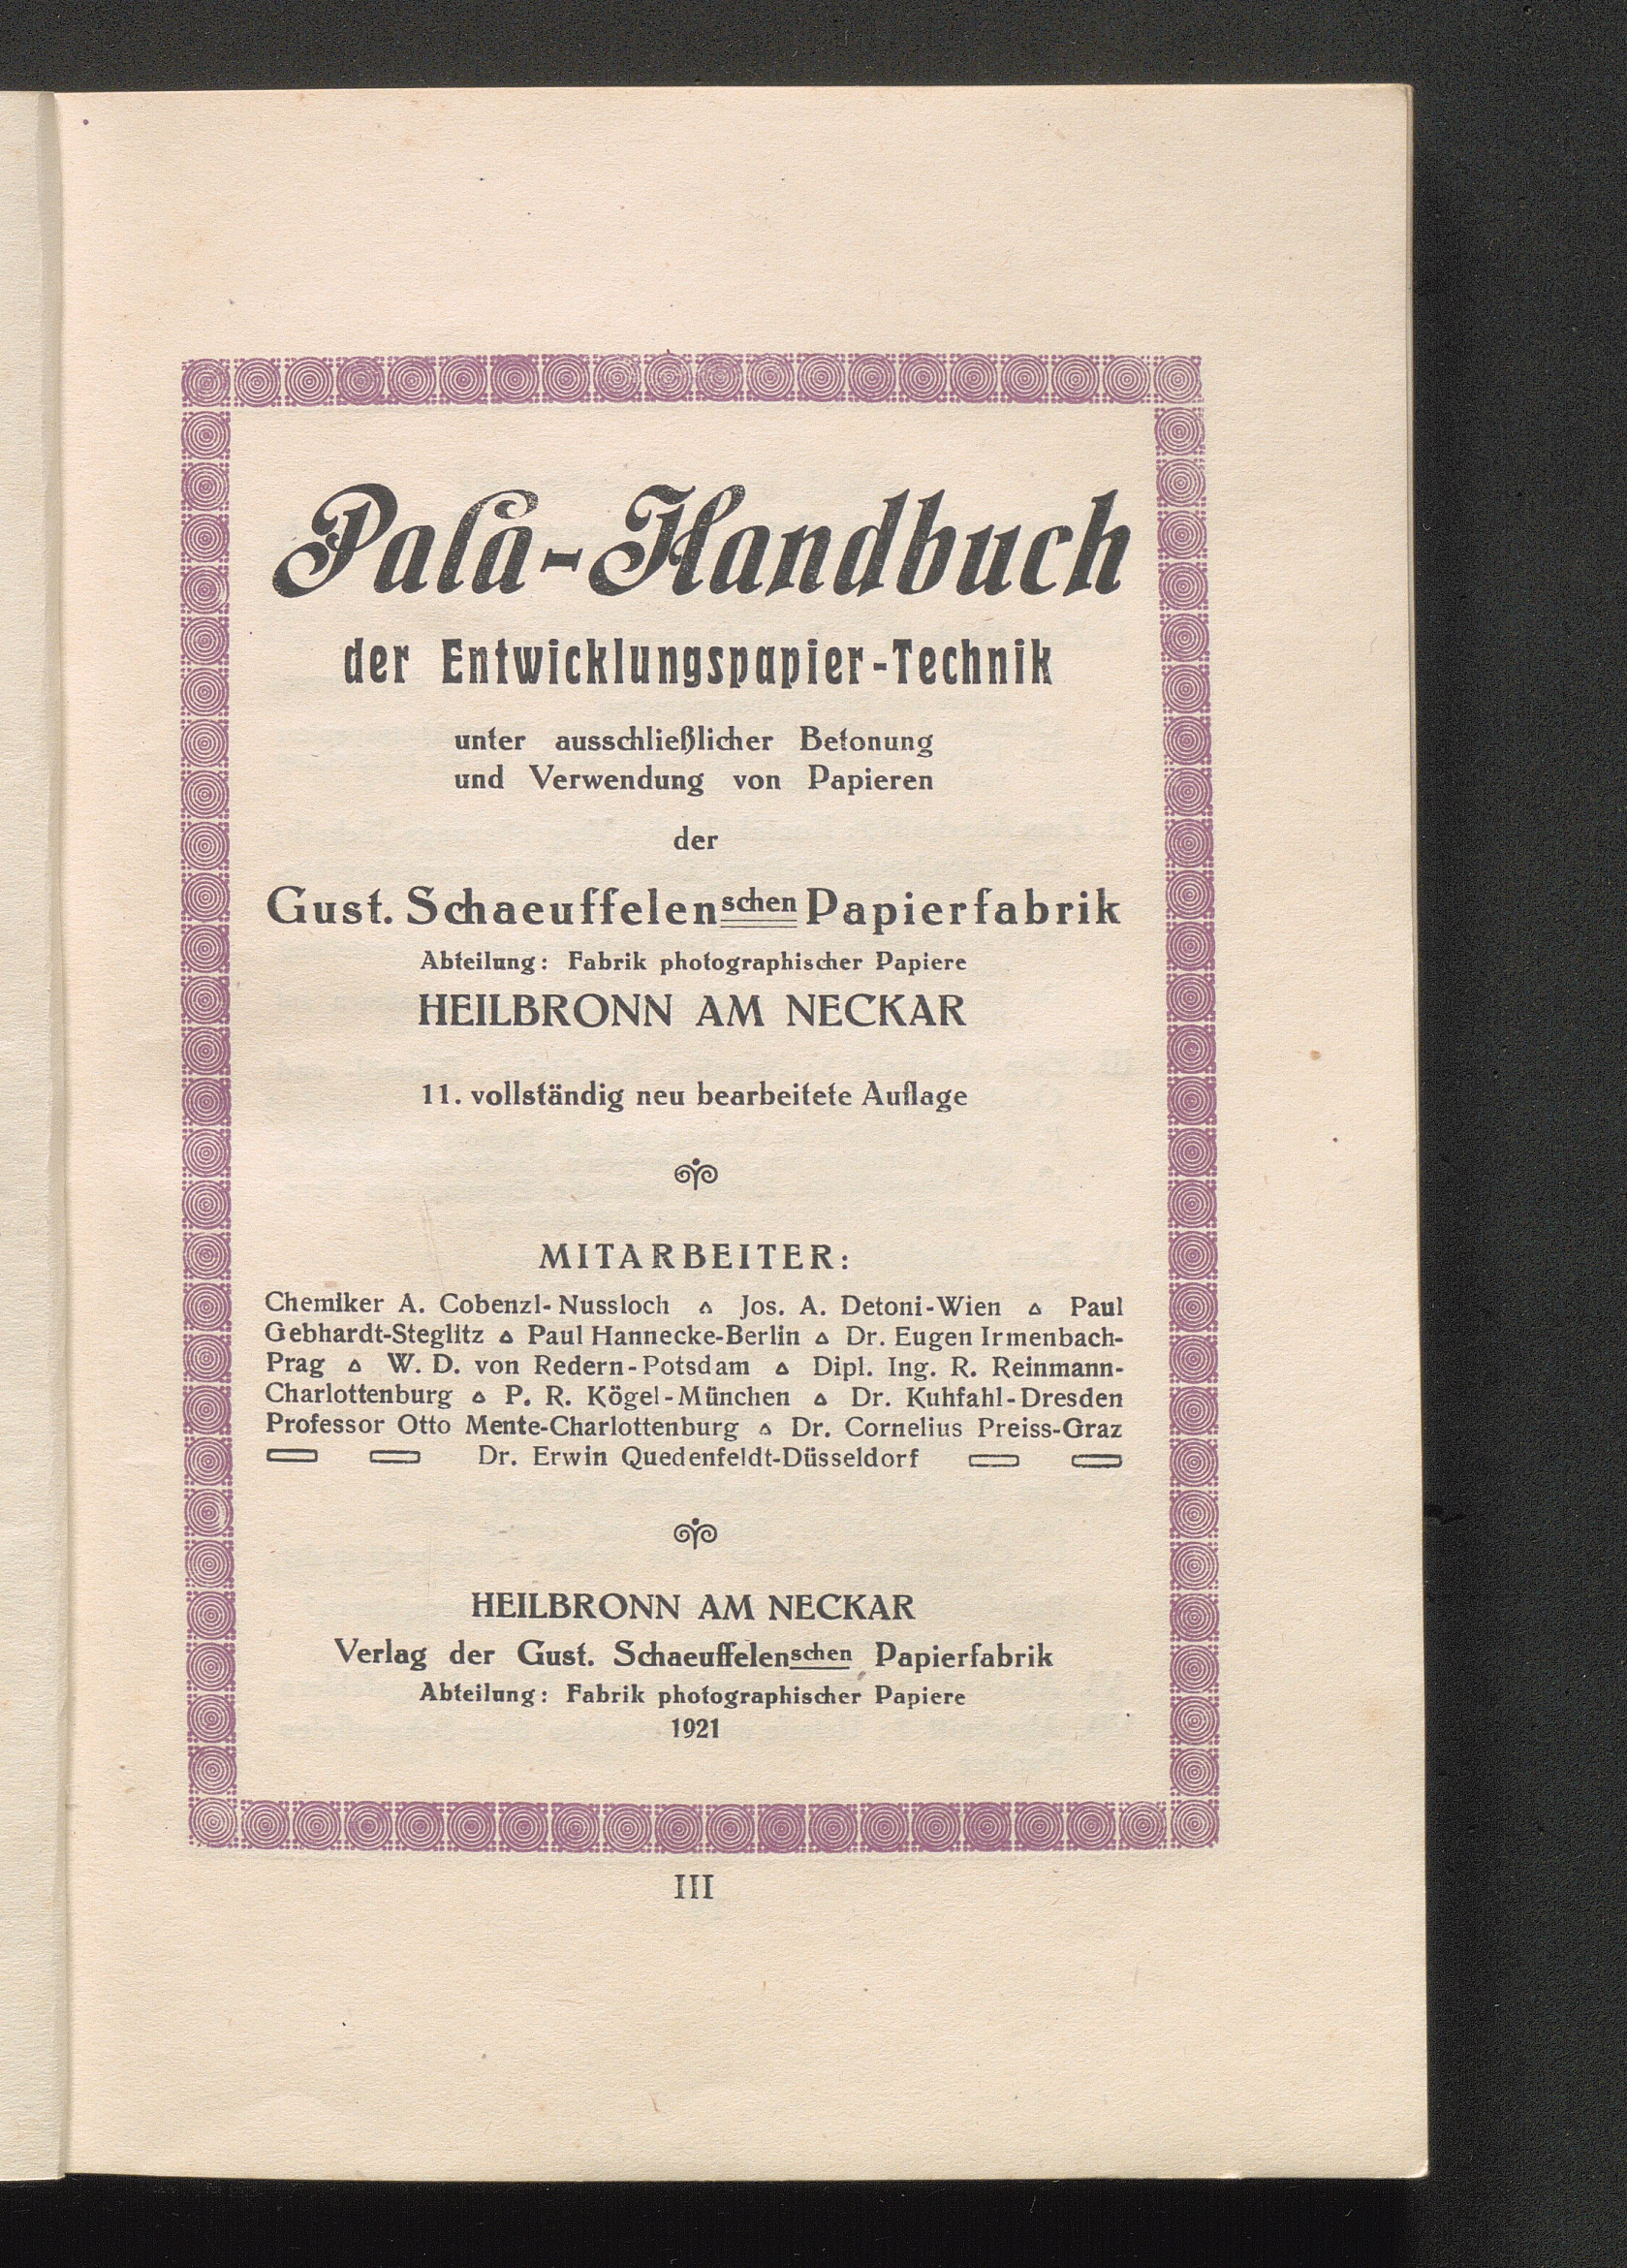 Pala-Handbuch
der Entwicklungspapier-Technik
unter ausschließlicher Betonung
und Verwendung von Papieren
der
Gust. Schaeuffelenschen Papierfabrik
Abteilung: Fabrik photographischer Papiere
HEILBRONN AM NECKAR
11. vollständig neu bearbeitete Auflage
MITARBEITER:
Chemiker A. Cobenzl-Nussloch ▵ Jos. A. Detoni-Wien ▵ Paul
Gebhardt-Steglitz ▵ Paul Hannecke-Berlin ▵ Dr. Eugen Irmenbach-
Prag ▵ W. D. von Redern-Potsdam ▵ Dipl. Ing. R. Reinmann-
Charlottenburg ▵ P. R. Kögel-München ▵ Dr. Kuhfahl-Dresden
Professor Otto Mente-Charlottenburg ▵ Dr. Cornelius Preiss-Graz
Dr. Erwin Quedenfeldt-Düsseldorf
HEILBRONN AM NECKAR
Verlag der Gust. Schaeuffelenschen Papierfabrik
Abteilung: Fabrik photographischer Papiere
1921
III